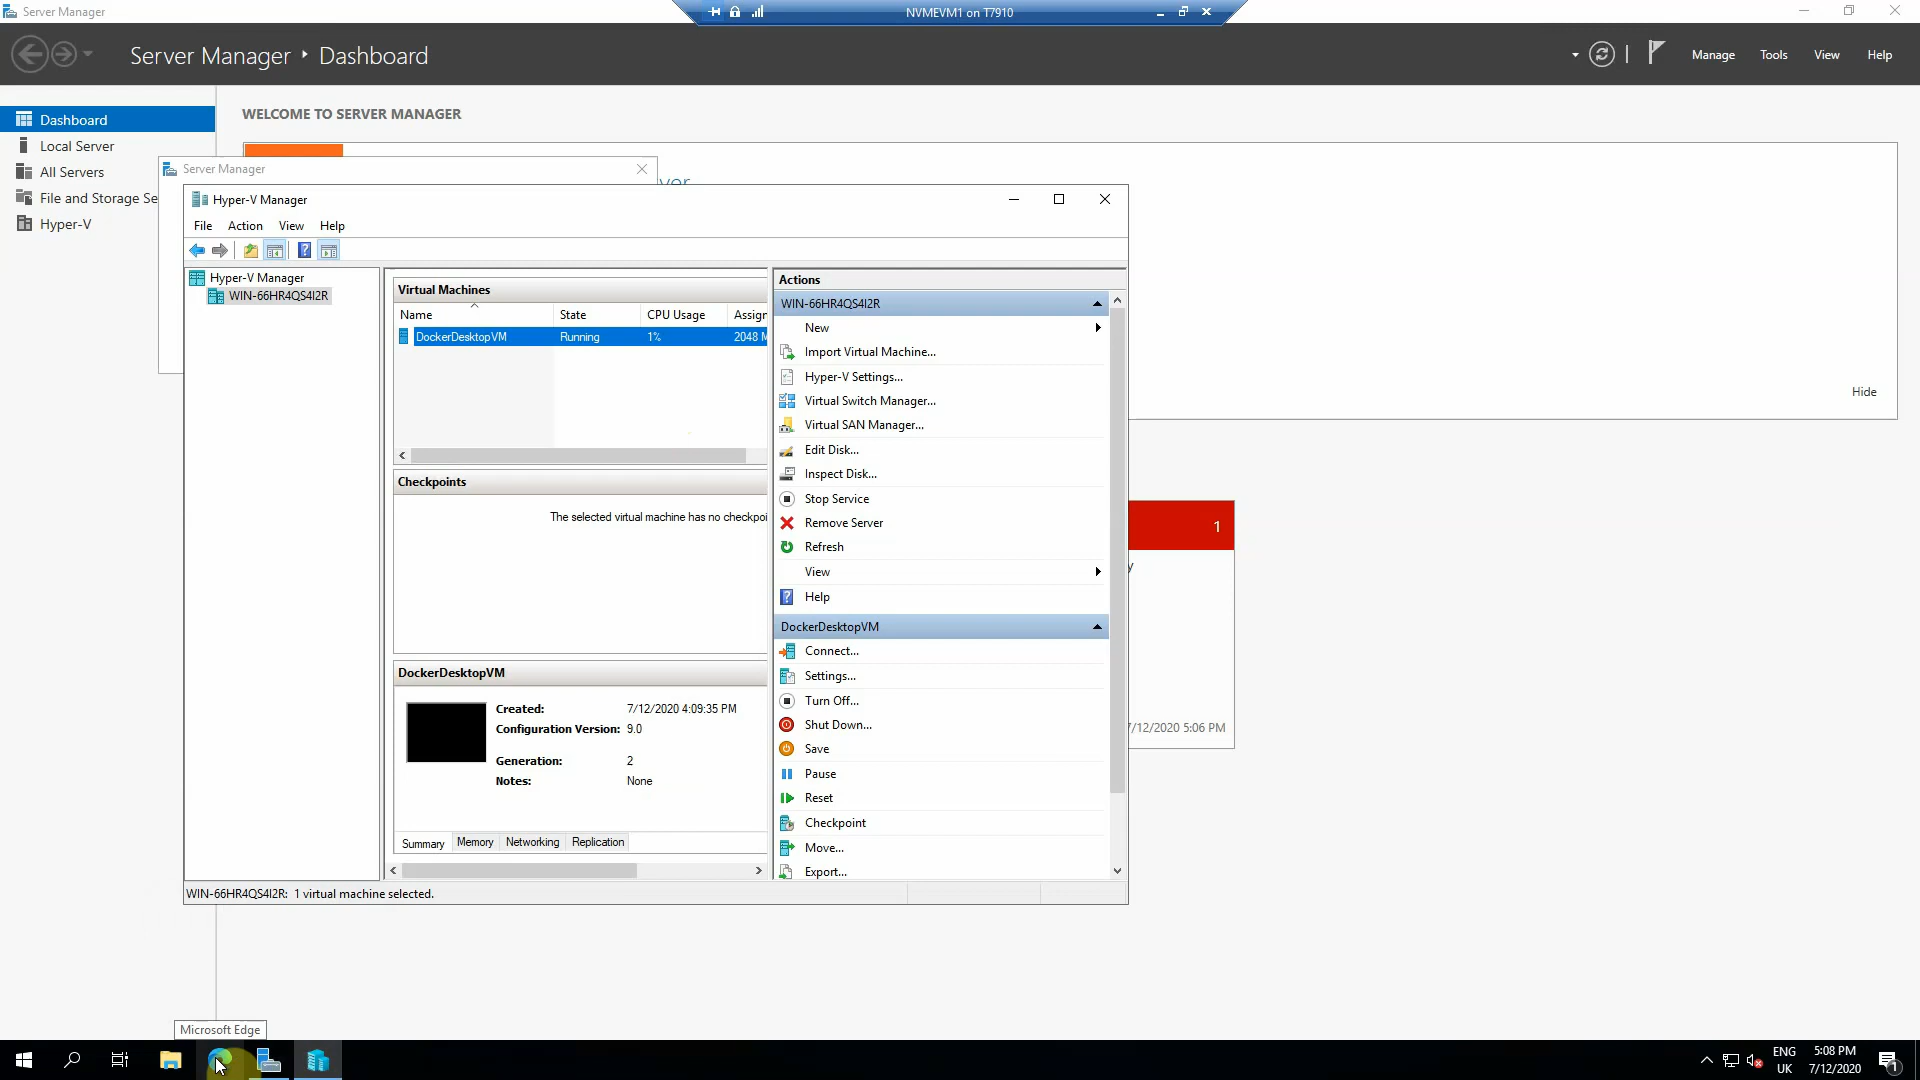 Server Manager
NVMEVM1 on T7910
Server Manager
Dashboard
Manage
Tools
View
Help
Dashboard
Local Server
All Servers
File and Storage Se
Hyper-V
WELCOME TO SERVER MANAGER
Server Manager
ver
Hide
Hyper-V Manager
File
Action
View
Help
Hyper-V Manager
WIN-66HR4QS4I2R
Virtual Machines
Name
State
CPU Usage
Assign
DockerDesktopVM
Running
1%
2048 M
Checkpoints
The selected virtual machine has no checkpoi
DockerDesktopVM
Created:
7/12/2020 4:09:35 PM
Configuration Version:
9.0
Generation:
2
Notes:
None
Summary
Memory
Networking
Replication
Actions
WIN-66HR4QS4I2R
New
Import Virtual Machine...
Hyper-V Settings...
Virtual Switch Manager...
Virtual SAN Manager...
Edit Disk...
Inspect Disk...
Stop Service
Remove Server
Refresh
View
Help
DockerDesktopVM
Connect...
Settings...
Turn Off...
Shut Down...
Save
Pause
Reset
Checkpoint
Move...
Export...
WIN-66HR4QS4I2R: 1 virtual machine selected.
1
y
7/12/2020 5:06 PM
Microsoft Edge
ENG
UK
5:08 PM
7/12/2020
1